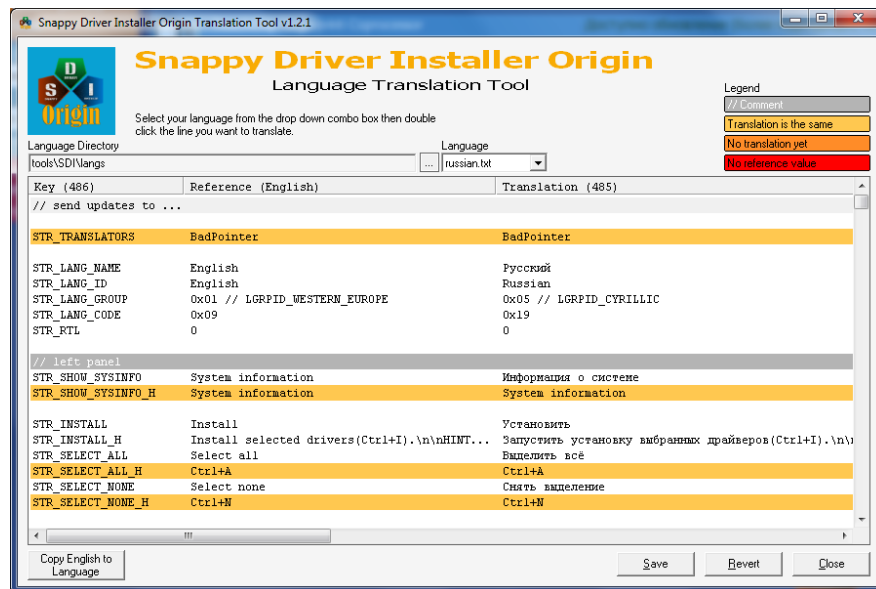 Snappy Driver Installer Origin Translation Tool v1.2.1
D
S I
Origin
Snappy Driver Installer Origin
Language Translation Tool
Select your language from the drop down combo box then double
click the line you want to translate.
Legend
// Comment
Translation is the same
No translation yet
No reference value
Language Directory
Language
tools\SDI\langs ... russian.txt
Key (486) Reference (English) Translation (485)
// send updates to ...
STR_TRANSLATORS BadPointer BadPointer
STR_LANG_NAME English Русский
STR_LANG_ID English Russian
STR_LANG_GROUP 0x01 // LGRPID_WESTERN_EUROPE 0x05 // LGRPID_CYRILLIC
STR_LANG_CODE 0x09 0x19
STR_RTL 0 0
// left panel
STR_SHOW_SYSINFO System information Информация о системе
STR_SHOW_SYSINFO_H System information System information
STR_INSTALL Install Установить
STR_INSTALL_H Install selected drivers(Ctrl+I).\n\nHINT... Запустить установку выбранных драйверов(Ctrl+I).\n\
STR_SELECT_ALL Select all Выделить всё
STR_SELECT_ALL_H Ctrl+A Ctrl+A
STR_SELECT_NONE Select none Снять выделение
STR_SELECT_NONE_H Ctrl+N Ctrl+N
Copy English to
Language
Save Revert Close